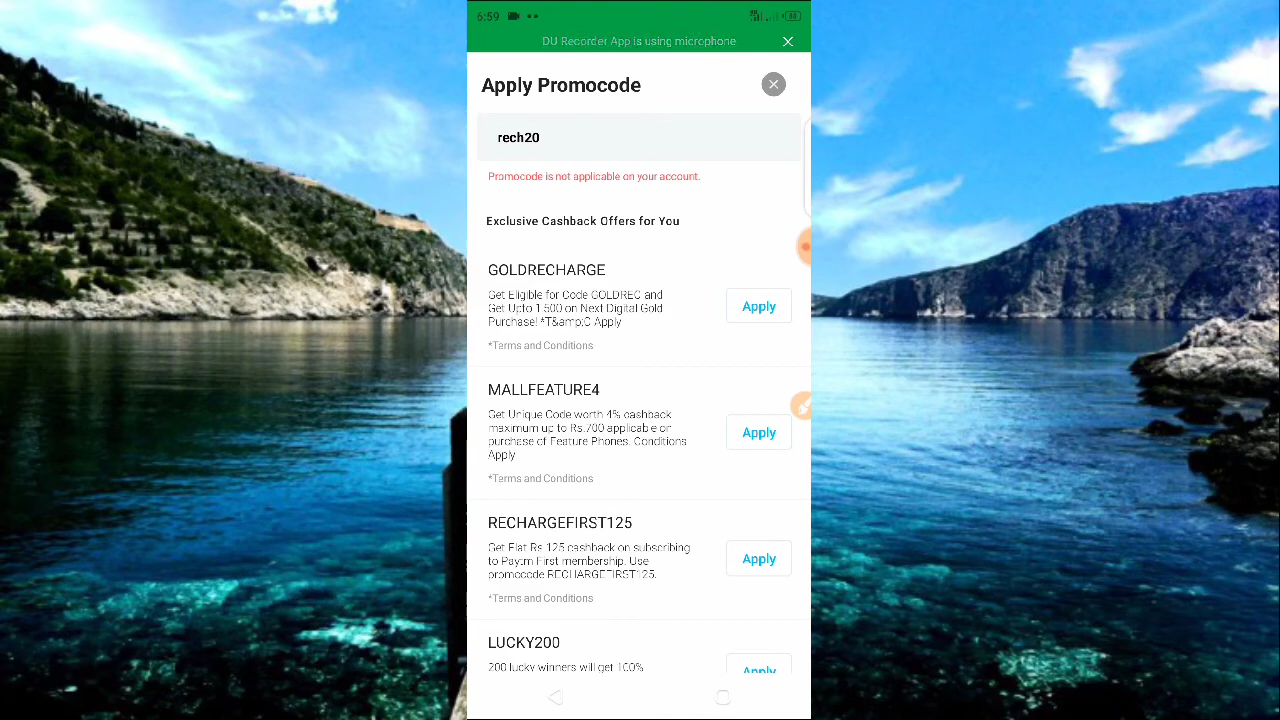 6:59
DU Recorder App is using microphone
Apply Promocode
rech20
Promocode is not applicable on your account.
Exclusive Cashback Offers for You
GOLDRECHARGE
Get Eligible for Code GOLDREC and
Get Upto 1,500 on Next Digital Gold
Purchase! *T&amp;C Apply
Apply
*Terms and Conditions
MALLFEATURE4
Get Unique Code worth 4% cashback
maximum up to Rs.700 applicable on
purchase of Feature Phones. Conditions
Apply
Apply
*Terms and Conditions
RECHARGEFIRST125
Get Flat Rs 125 cashback on subscribing
to Paytm First membership. Use
promocode RECHARGEFIRST125.
Apply
*Terms and Conditions
LUCKY200
200 lucky winners will get 100%
Apply